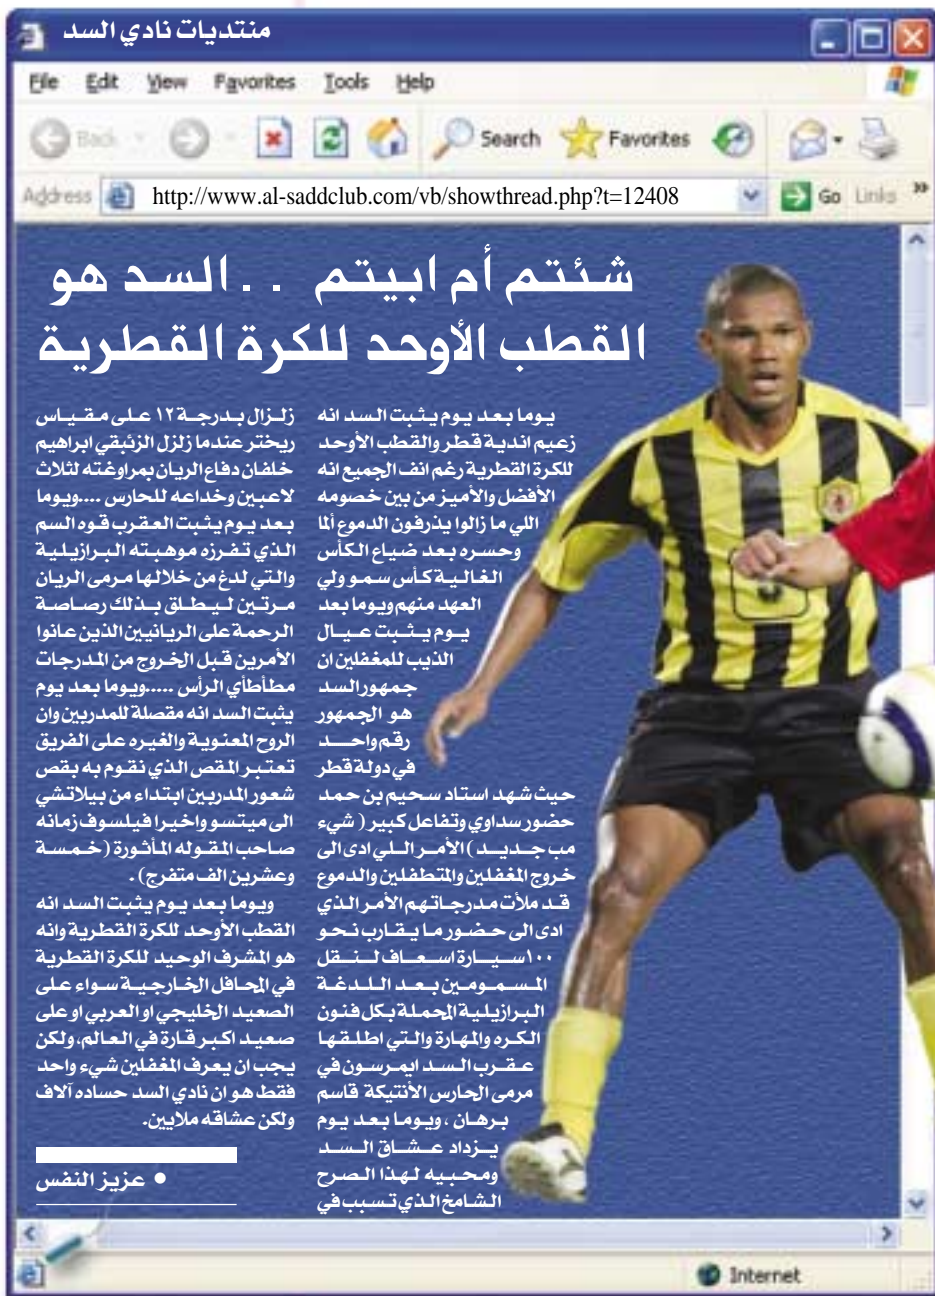 منتديات نادي السد
File Edit View Favorites Tools Help
Back Search Favorites
Address http://www.al-saddclub.com/vb/showthread.php?t=12408 Go Links »
شئتم أم ابيتم .. السد هو
القطب الأوحد للكرة القطرية
يوما بعد يوم يثبت السد انه
زعيم اندية قطر والقطب الأوحد
للكرة القطرية رغم انف الجميع انه
الأفضل والأميز من بين خصومه
اللي ما زالوا يذرفون الدموع ألما
وحسره بعد ضياع الكأس
الغالية كأس سمو ولي
العهد منهم ويوما بعد
يوم يثبت عيال
الذيب للمغفلين ان
جمهور السد
هو الجمهور
رقم واحد
في دولة قطر
حيث شهد استاد سحيم بن حمد
حضور سداوي وتفاعل كبير ( شيء
مب جديد ) الأمر اللي ادى الى
خروج المغفلين والمتطفلين والدموع
قد ملأت مدرجاتهم الأمر الذي
ادى الى حضور ما يقارب نحو
١٠٠ سيارة اسعاف لنقل
المسمومين بعد اللدغة
البرازيلية المحملة بكل فنون
الكره والمهارة والتي اطلقها
عقرب السد ايمرسون في
مرمى الحارس الأنتيكة قاسم
برهان ، ويوما بعد يوم
يزداد عشاق السد
ومحبيه لهذا الصرح
الشامخ الذي تسبب في
زلزال بدرجة ١٢ على مقياس
ريختر عندما زلزل الزئبقي ابراهيم
خلفان دفاع الريان بمراوغته لثلاث
لاعبين وخداعه للحارس ....ويوما
بعد يوم يثبت العقرب قوه السم
الذي تفرزه موهبته البرازيلية
والتي لدغ من خلالها مرمى الريان
مرتين ليطلق بذلك رصاصة
الرحمة على الريانيين الذين عانوا
الأمرين قبل الخروج من المدرجات
مطأطأي الرأس .....ويوما بعد يوم
يثبت السد انه مقصلة للمدربين وان
الروح المعنوية والغيره على الفريق
تعتبر المقص الذي نقوم به بقص
شعور المدربين ابتداء من بيلاتشي
الى ميتسو واخيرا فيلسوف زمانه
صاحب المقوله المأثورة (خمسة
وعشرين الف متفرج) .
ويوما بعد يوم يثبت السد انه
القطب الأوحد للكرة القطرية وانه
هو المشرف الوحيد للكرة القطرية
في المحافل الخارجية سواء على
الصعيد الخليجي او العربي او على
صعيد اكبر قارة في العالم، ولكن
يجب ان يعرف المغفلين شيء واحد
فقط هو ان نادي السد حساده آلاف
ولكن عشاقه ملايين.
● عزيز النفس
Internet